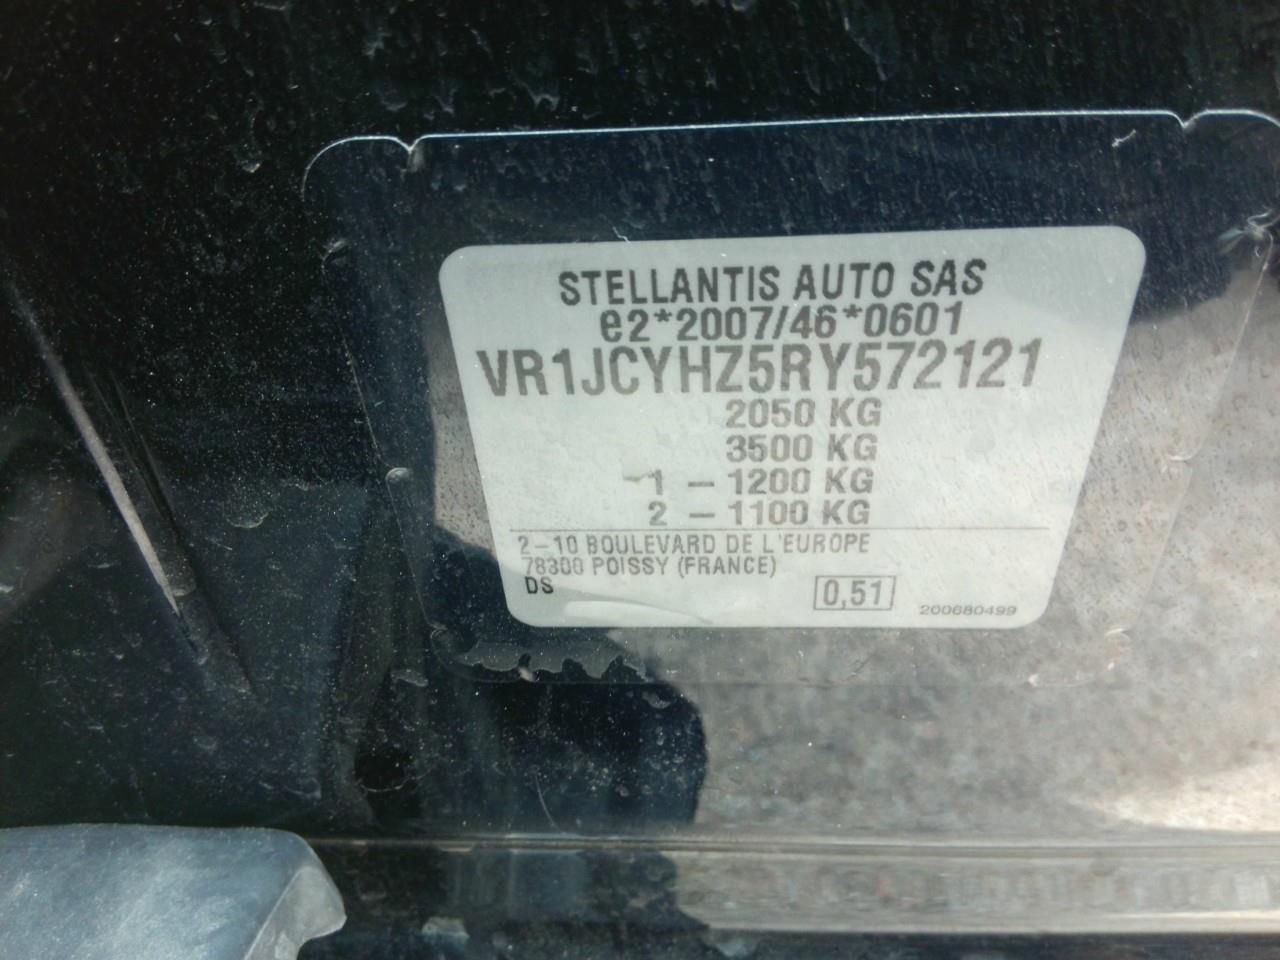 STELLANTIS AUTO SAS
e2*2007/46*0601
VR1JCYHZ5RY572121
2050 KG
3500 KG
1 - 1200 KG
2 - 1100 KG
2-10 BOULEVARD DE L'EUROPE
78300 POISSY (FRANCE)
DS
0,51
200680499